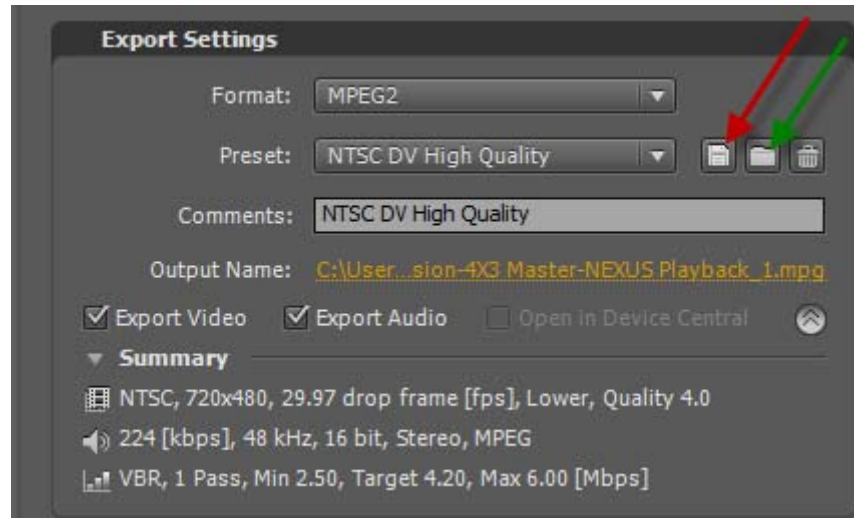 Export Settings
Format: MPEG2
Preset: NTSC DV High Quality
Comments: NTSC DV High Quality
Output Name: C:\User...sion-4X3 Master-NEXUS Playback_1.mpg
Export Video Export Audio Open in Device Central
Summary
NTSC, 720x480, 29.97 drop frame [fps], Lower, Quality 4.0
224 [kbps], 48 kHz, 16 bit, Stereo, MPEG
VBR, 1 Pass, Min 2.50, Target 4.20, Max 6.00 [Mbps]